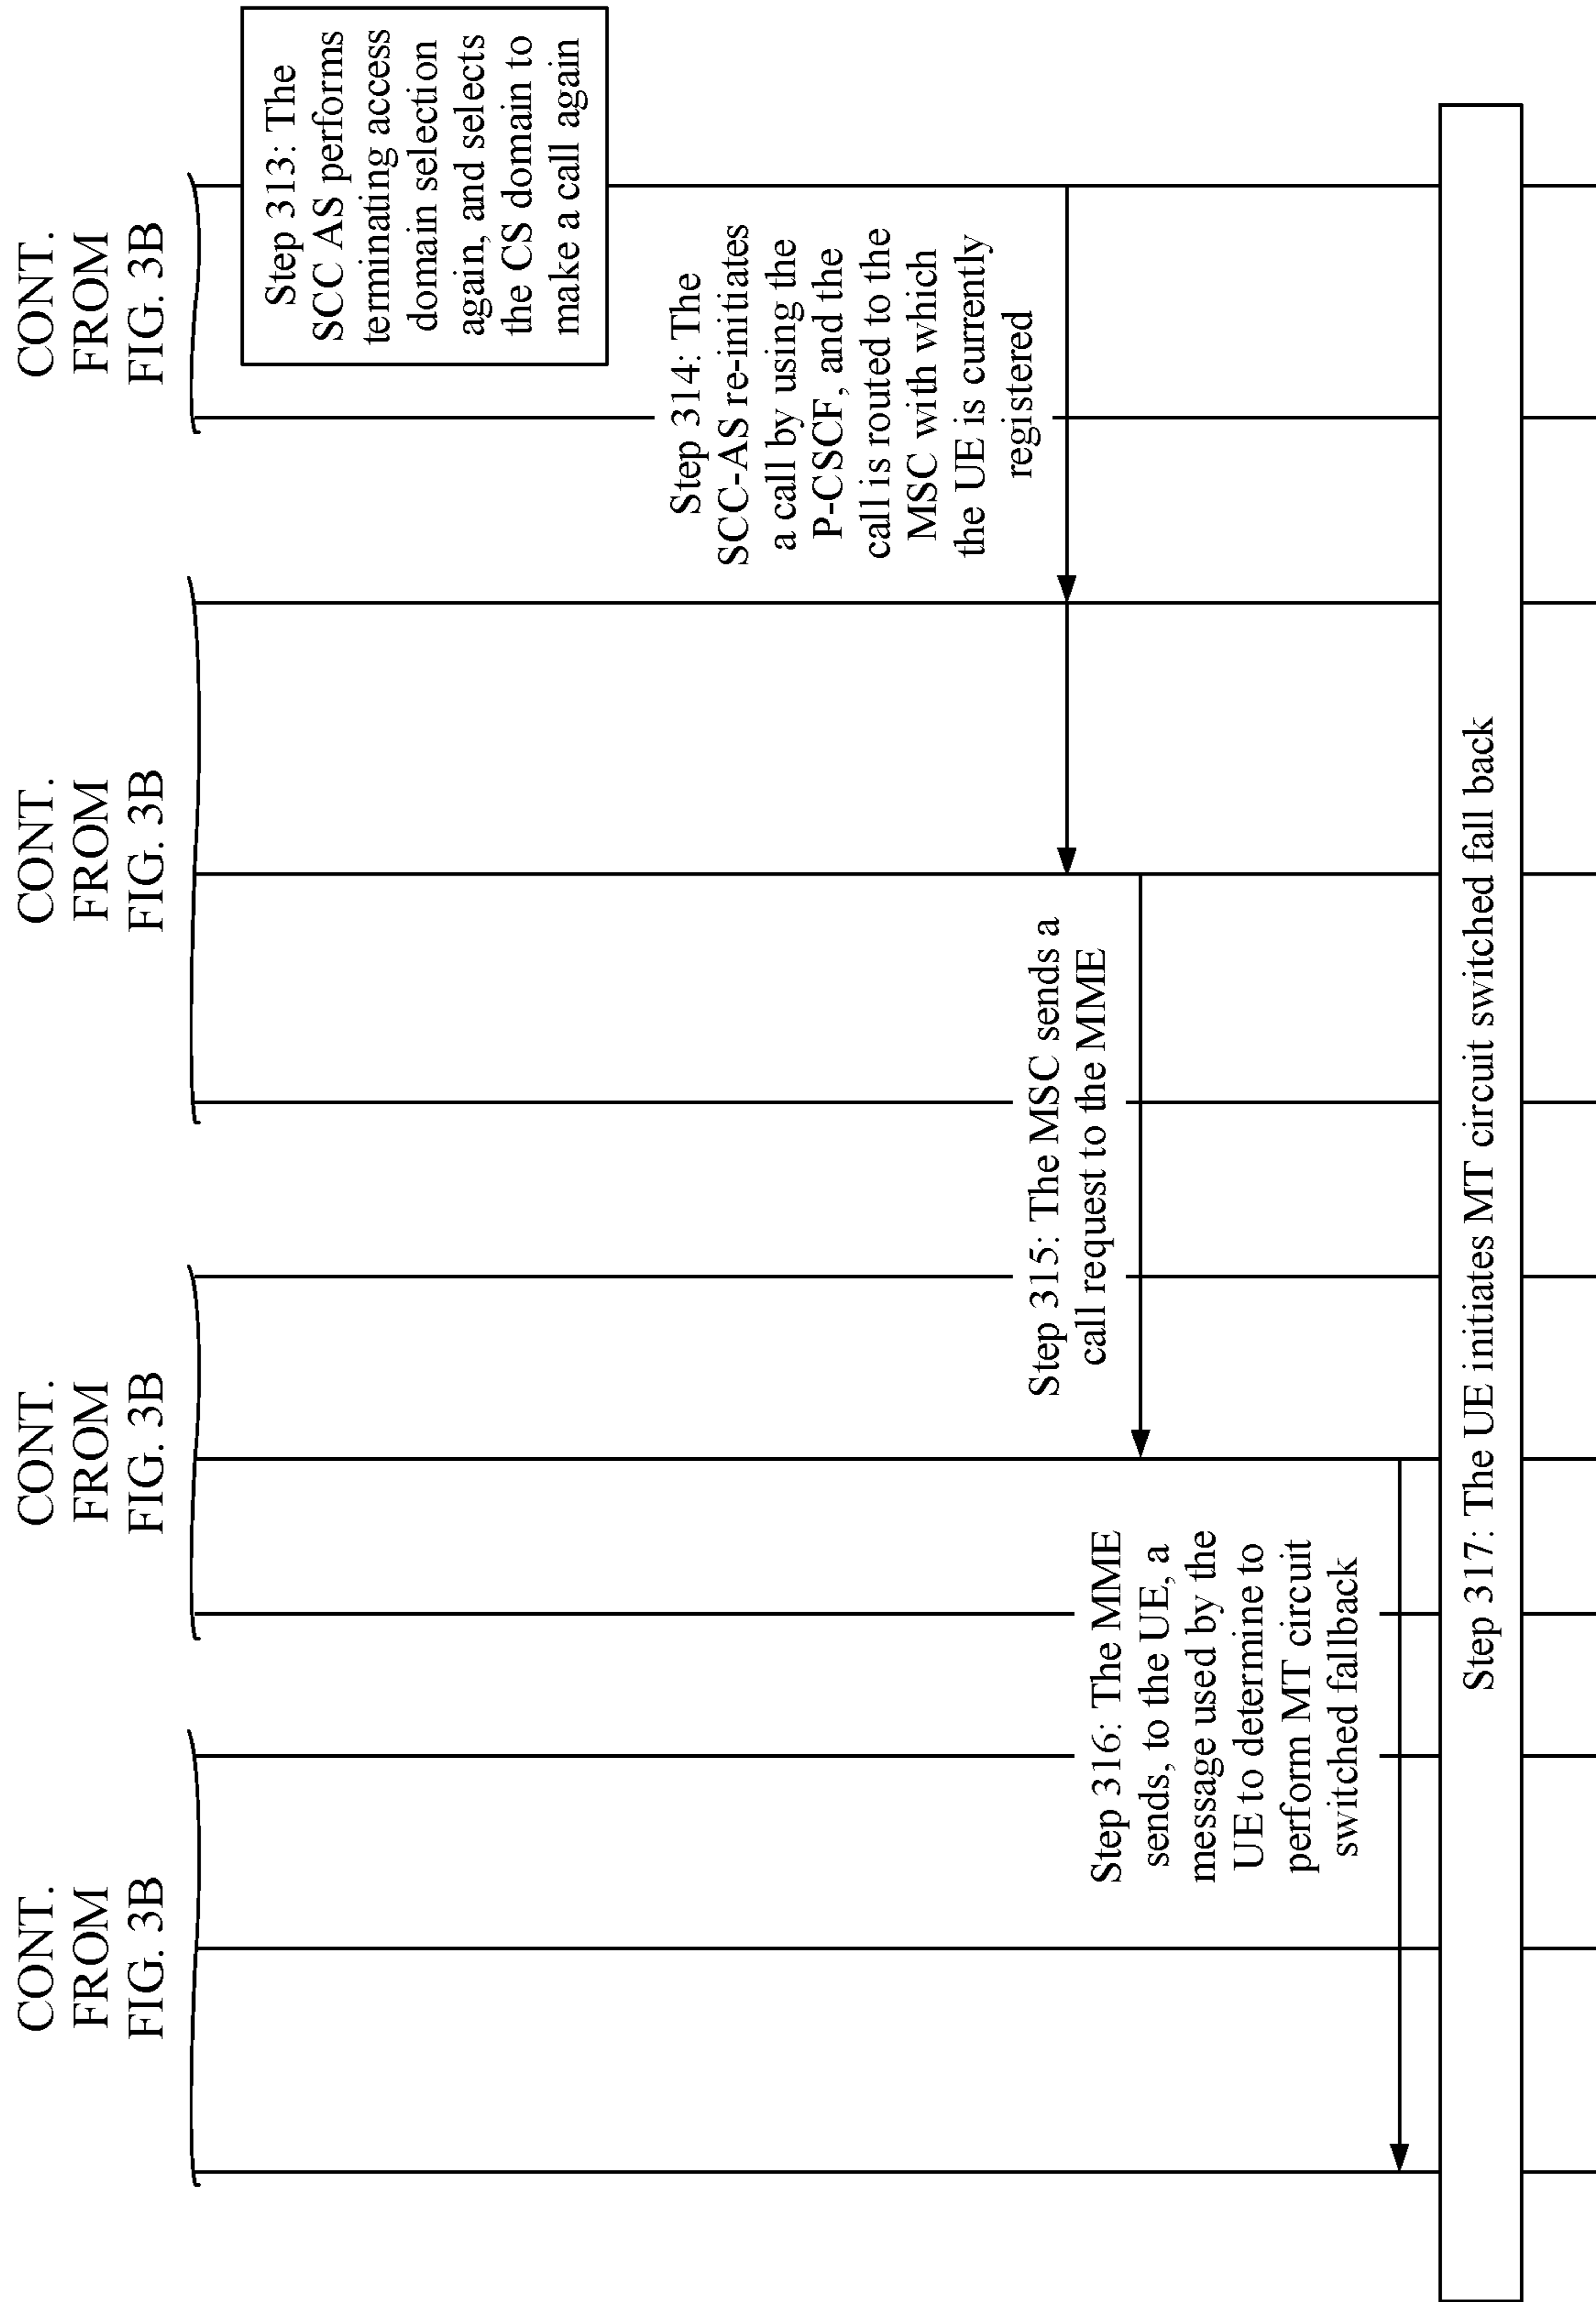 CONT.
FROM
FIG. 3B
CONT.
FROM
FIG. 3B
CONT.
FROM
FIG. 3B
CONT.
FROM
FIG. 3B
Step 313: The
SCC AS performs
terminating access
domain selection
again, and selects
the CS domain to
make a call again
Step 314: The
SCC-AS re-initiates
a call by using the
P-CSCF, and the
call is routed to the
MSC with which
the UE is currently
registered
Step 315: The MSC sends a
call request to the MME
Step 316: The MME
sends, to the UE, a
message used by the
UE to determine to
perform MT circuit
switched fallback
Step 317: The UE initiates MT circuit switched fall back